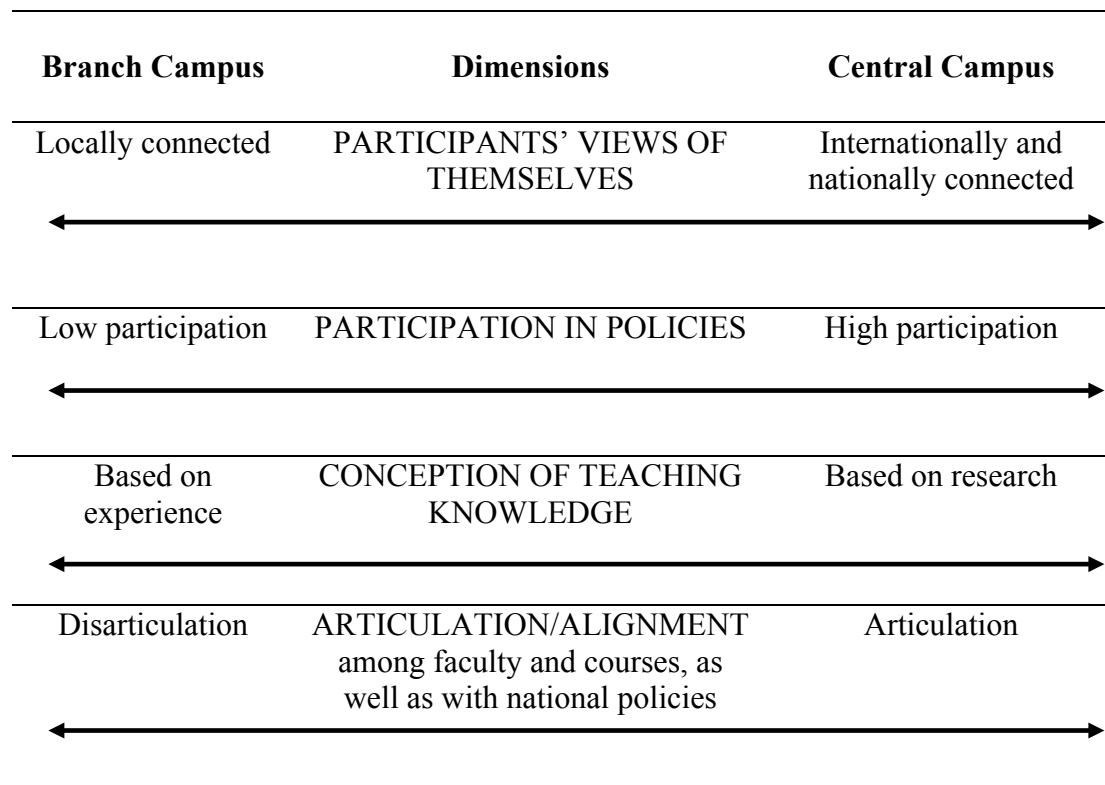 Branch Campus Dimensions Central Campus
Locally connected PARTICIPANTS’ VIEWS OF Internationally and
THEMSELVES nationally connected
Low participation PARTICIPATION IN POLICIES High participation
Based on CONCEPTION OF TEACHING Based on research
experience KNOWLEDGE
Disarticulation ARTICULATION/ALIGNMENT Articulation
among faculty and courses, as
well as with national policies